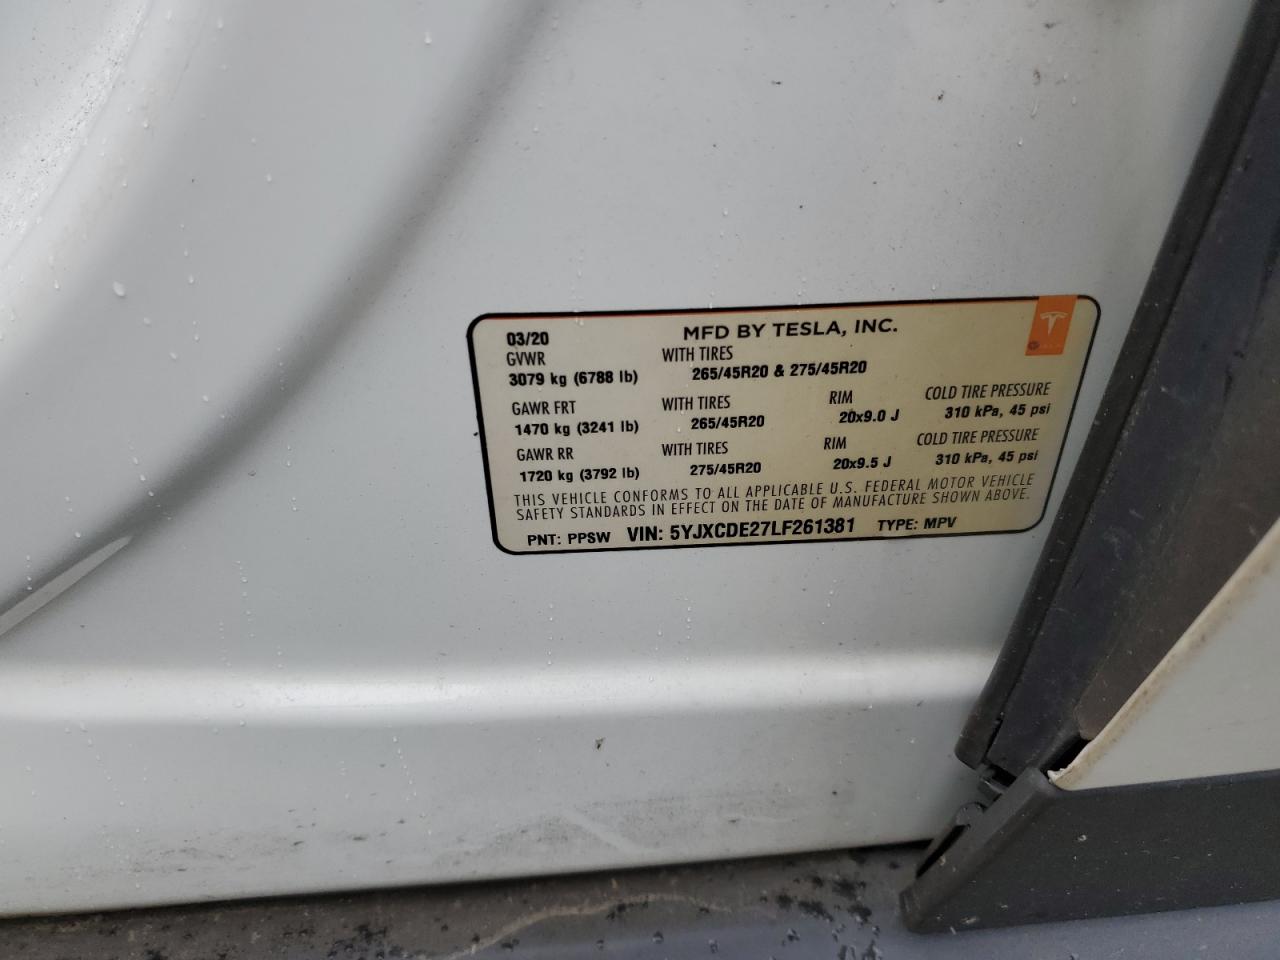 03/20 MFD BY TESLA, INC.
GVWR WITH TIRES
3079 kg (6788 lb) 265/45R20 & 275/45R20
GAWR FRT WITH TIRES RIM COLD TIRE PRESSURE
1470 kg (3241 lb) 265/45R20 20x9.0 J 310 kPa, 45 psi
GAWR RR WITH TIRES RIM COLD TIRE PRESSURE
1720 kg (3792 lb) 275/45R20 20x9.5 J 310 kPa, 45 psi
THIS VEHICLE CONFORMS TO ALL APPLICABLE U.S. FEDERAL MOTOR VEHICLE
SAFETY STANDARDS IN EFFECT ON THE DATE OF MANUFACTURE SHOWN ABOVE.
PNT: PPSW VIN: 5YJXCDE27LF261381 TYPE: MPV